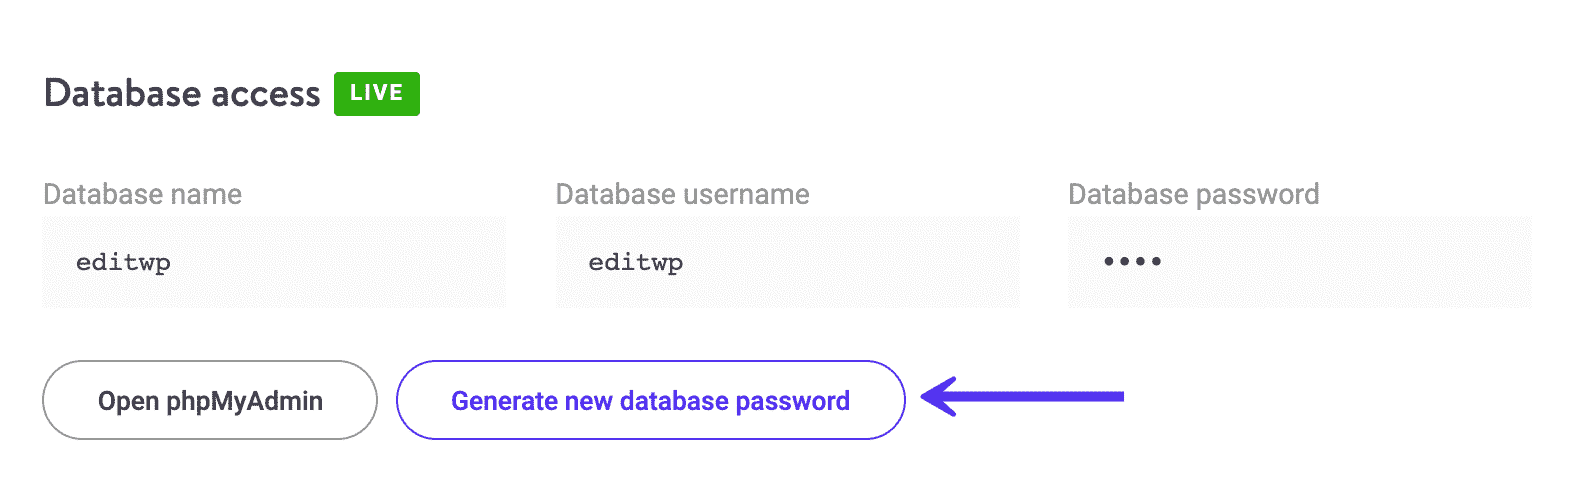 Database access LIVE
Database name Database username Database password
editwp editwp ••••
Open phpMyAdmin Generate new database password